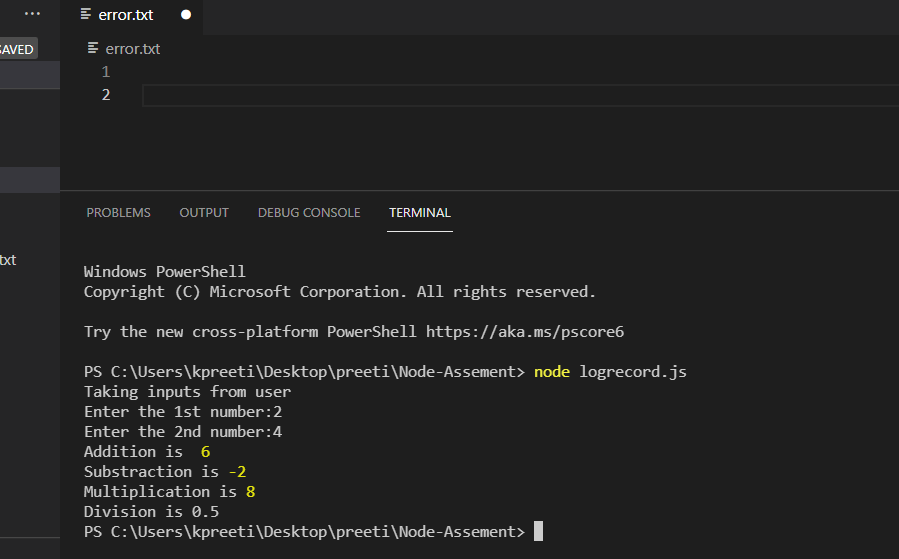 ··· error.txt ●
SAVED error.txt
1
2
PROBLEMS OUTPUT DEBUG CONSOLE TERMINAL
txt
Windows PowerShell
Copyright (C) Microsoft Corporation. All rights reserved.
Try the new cross-platform PowerShell https://aka.ms/pscore6
PS C:\Users\kpreeti\Desktop\preeti\Node-Assement> node logrecord.js
Taking inputs from user
Enter the 1st number:2
Enter the 2nd number:4
Addition is  6
Substraction is -2
Multiplication is 8
Division is 0.5
PS C:\Users\kpreeti\Desktop\preeti\Node-Assement>